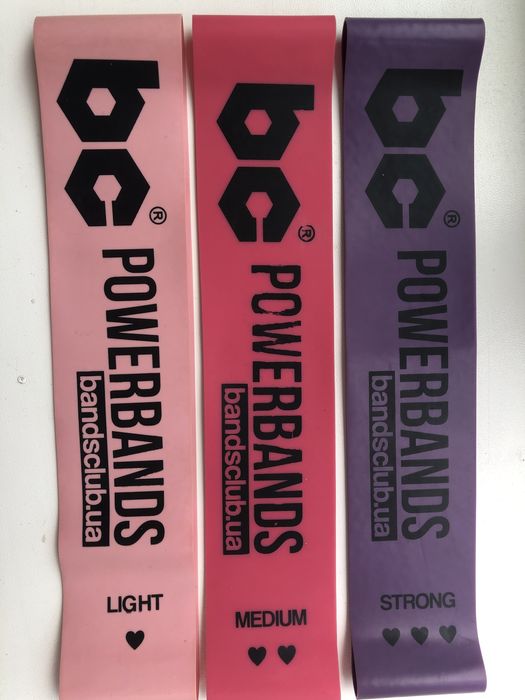 bc®
POWERBANDS
bandsclub.ua
LIGHT
bc®
POWERBANDS
bandsclub.ua
MEDIUM
bc®
POWERBANDS
bandsclub.ua
STRONG